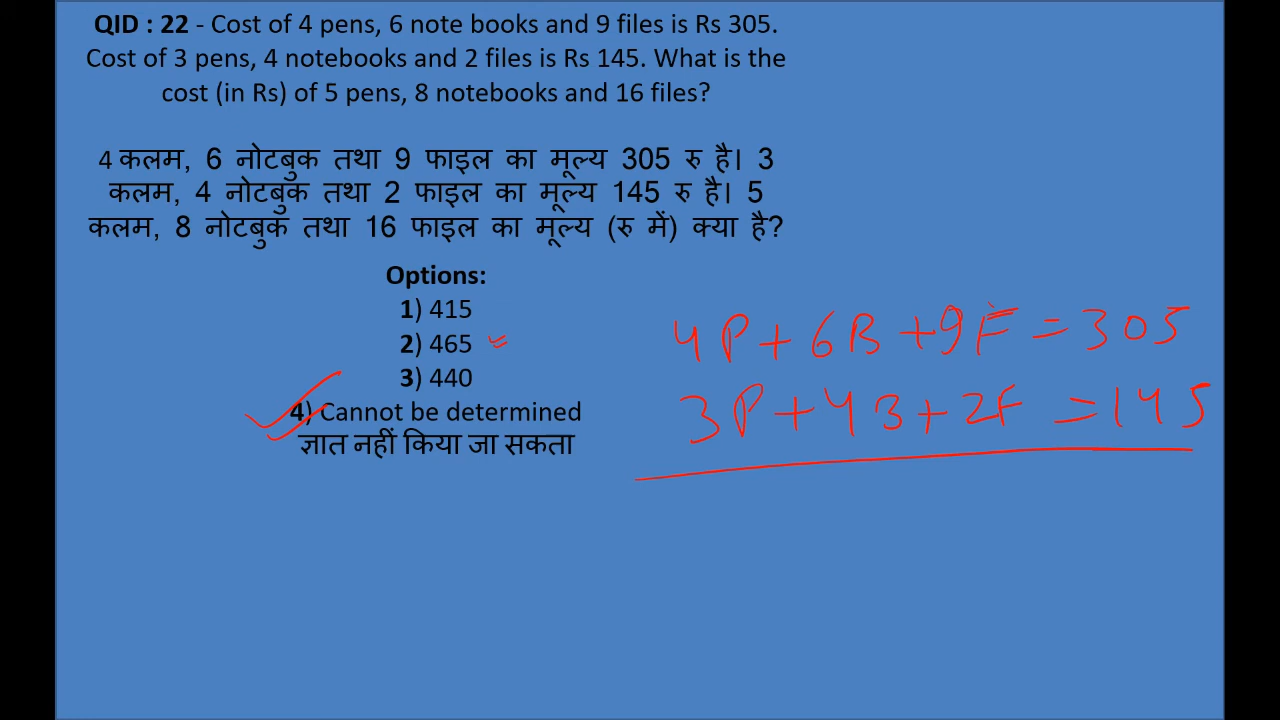 QID : 22 - Cost of 4 pens, 6 note books and 9 files is Rs 305.
Cost of 3 pens, 4 notebooks and 2 files is Rs 145. What is the
cost (in Rs) of 5 pens, 8 notebooks and 16 files?
4 कलम, 6 नोटबुक तथा 9 फाइल का मूल्य 305 रु है। 3
कलम, 4 नोटबुक तथा 2 फाइल का मूल्य 145 रु है। 5
कलम, 8 नोटबुक तथा 16 फाइल का मूल्य (रु में) क्या है?
Options:
1) 415
2) 465
3) 440
4) Cannot be determined
ज्ञात नहीं किया जा सकता
4P+6B+9F=305
3P+4B+2F=145